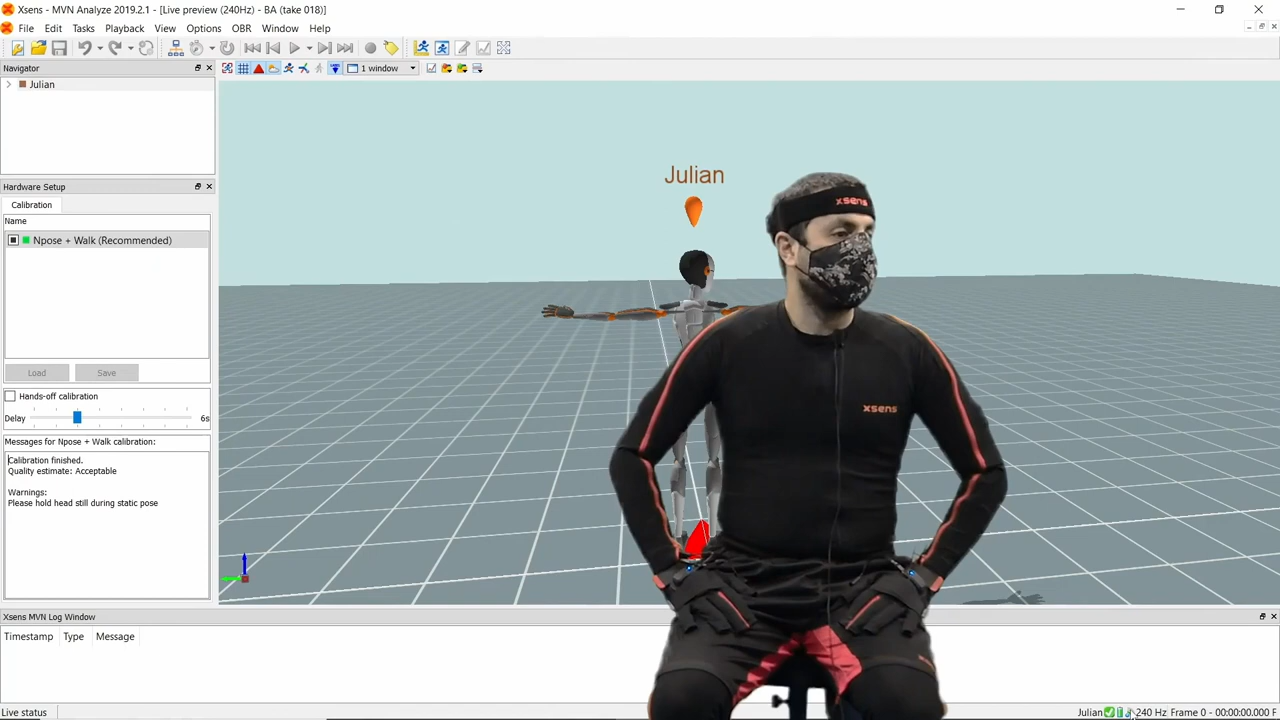 Xsens - MVN Analyze 2019.2.1 - [Live preview (240Hz) - BA (take 018)]
File Edit Tasks Playback View Options OBR Window Help
Navigator
1 window
Julian
Hardware Setup
Calibration
Name
Npose + Walk (Recommended)
Load Save
Hands-off calibration
Delay 6s
Messages for Npose + Walk calibration:
Calibration finished.
Quality estimate: Acceptable
Warnings:
Please hold head still during static pose
Julian
xsens
xsens
Xsens MVN Log Window
Timestamp Type Message
Live status
Julian 240 Hz Frame 0 - 00:00:00.000 F